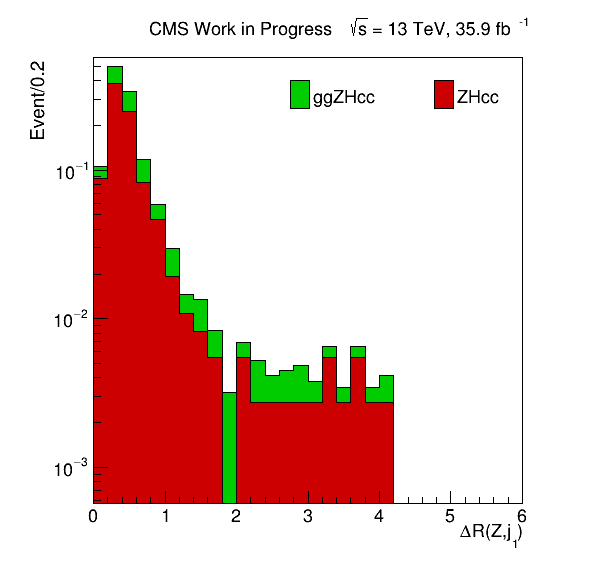 CMS Work in Progress √s = 13 TeV, 35.9 fb⁻¹
Event/0.2
ggZHcc ZHcc
10⁻¹
10⁻²
10⁻³
0 1 2 3 4 5 6
ΔR(Z,j₁)